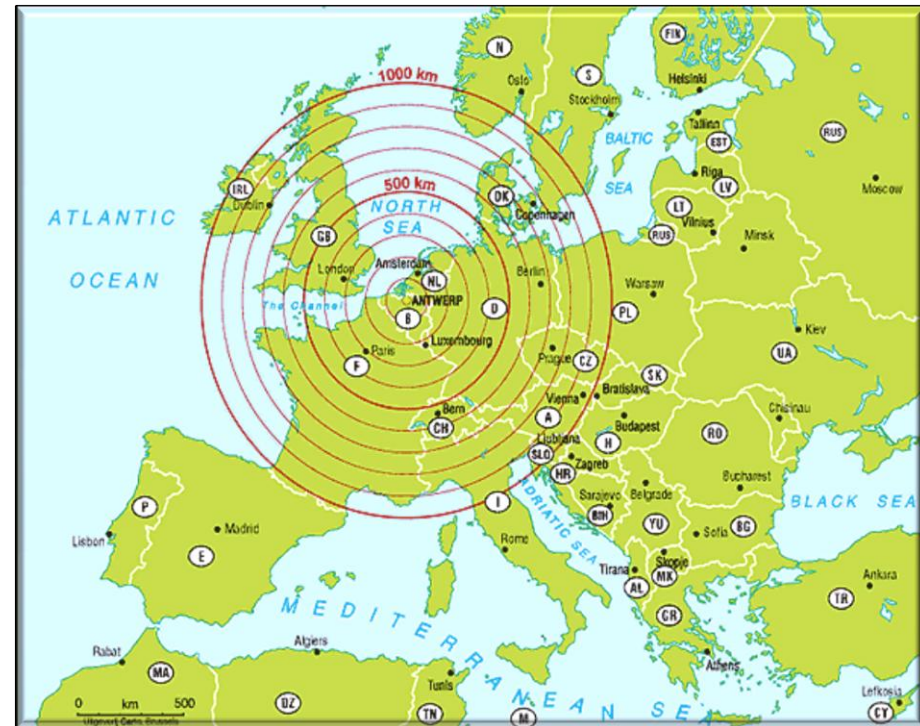 N
FIN
S
Oslo
Helsinki
1000 km
Stockholm
Tallinn
EST
RUS
BALTIC
SEA
Riga
LV
Moscow
IRL
Dublin
500 km
DK
Copenhagen
LT
Vilnius
RUS
Minsk
ATLANTIC
OCEAN
NORTH
SEA
GB
London
Amsterdam
NL
ANTWERP
B
Berlin
D
Warsaw
PL
The Channel
Kiev
UA
Luxembourg
Paris
F
Prague
CZ
SK
Vienna
Bratislava
Bern
CH
A
Budapest
H
Chisinau
RO
Ljubljana
SLO
HR
Zagreb
I
Sarajevo
BIH
Belgrade
YU
Bucharest
BLACK SEA
ADRIATIC SEA
Sofia
BG
P
Lisbon
Madrid
E
Rome
Tirana
AL
Skopje
MK
GR
Ankara
TR
MEDITERRANEAN SEA
Rabat
MA
Algiers
DZ
Tunis
TN
M
Athens
Lefkosia
CY
0 km 500
Uitgeverij Carto, Brussels